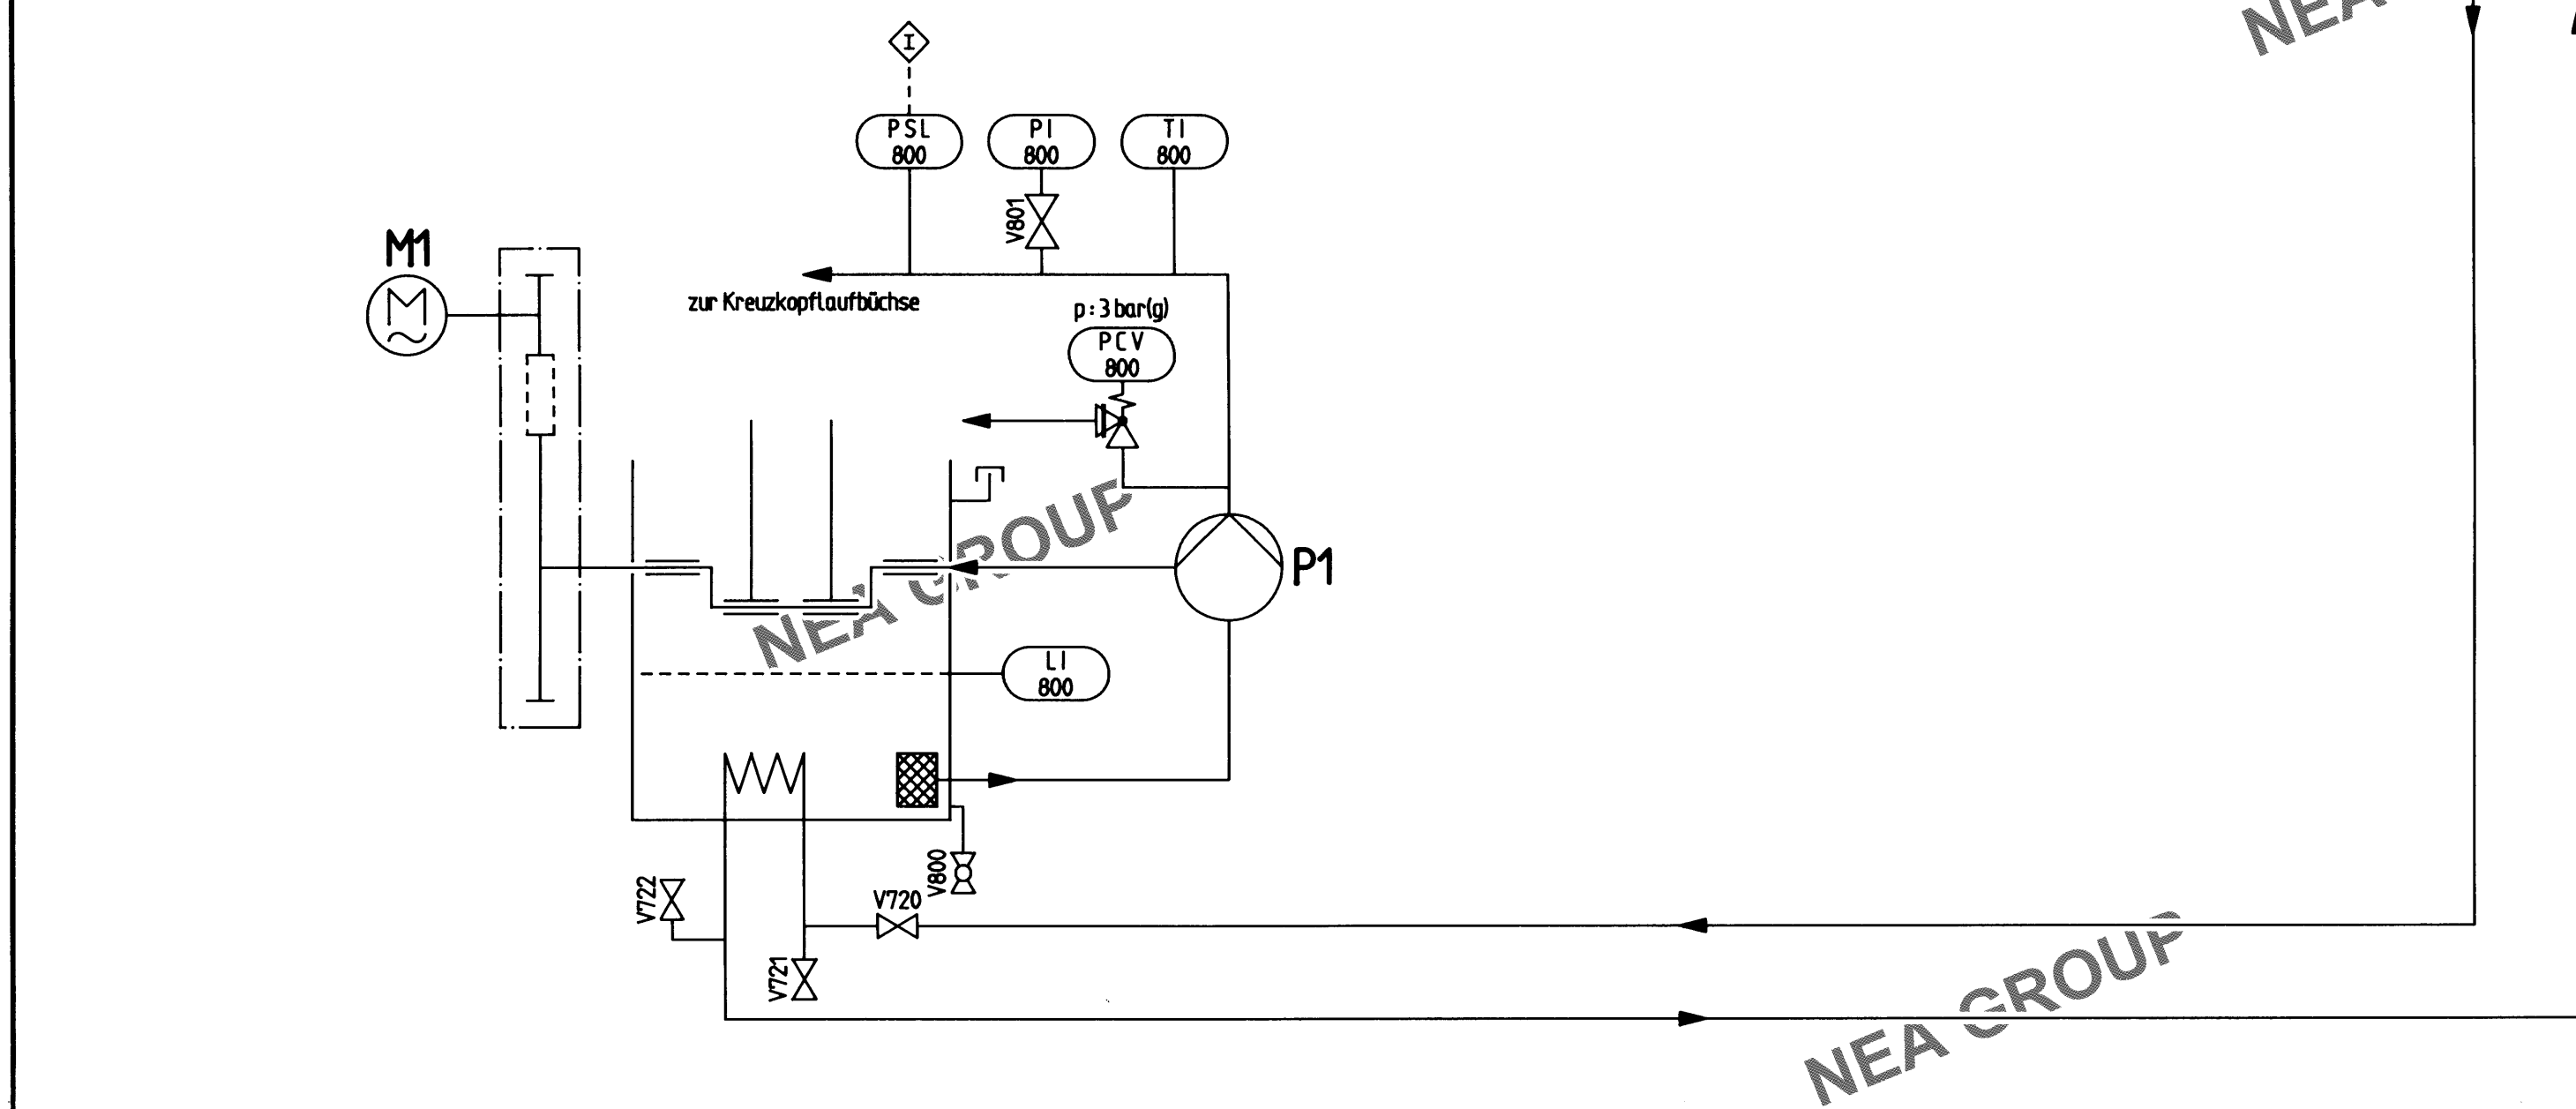 NEA
I
PSL
800
PI
800
TI
800
V801
M1
M
zur Kreuzkopflaufbüchse
p:3 bar(g)
PCV
800
NEA GROUP
P1
LI
800
V800
V722
V720
V721
NEA GROUP